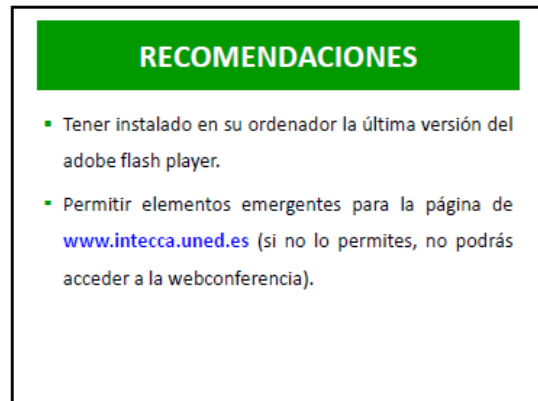 RECOMENDACIONES
▪ Tener instalado en su ordenador la última versión del
adobe flash player.
▪ Permitir elementos emergentes para la página de
www.intecca.uned.es (si no lo permites, no podrás
acceder a la webconferencia).